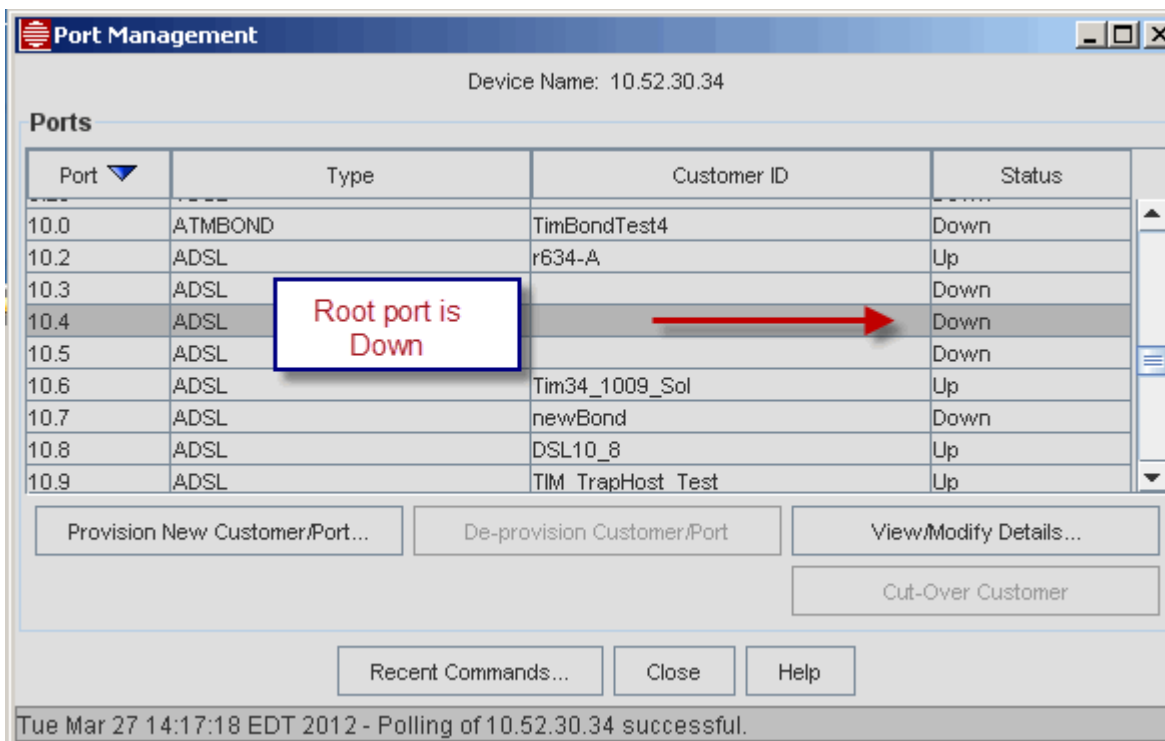 Port Management
Device Name: 10.52.30.34
Ports
Port Type Customer ID Status
10.0 ATMBOND TimBondTest4 Down
10.2 ADSL r634-A Up
10.3 ADSL Down
10.4 ADSL Down
10.5 ADSL Down
10.6 ADSL Tim34_1009_Sol Up
10.7 ADSL newBond Down
10.8 ADSL DSL10_8 Up
10.9 ADSL TIM_TrapHost_Test Up
Root port is
Down
Provision New Customer/Port... De-provision Customer/Port View/Modify Details...
Cut-Over Customer
Recent Commands... Close Help
Tue Mar 27 14:17:18 EDT 2012 - Polling of 10.52.30.34 successful.